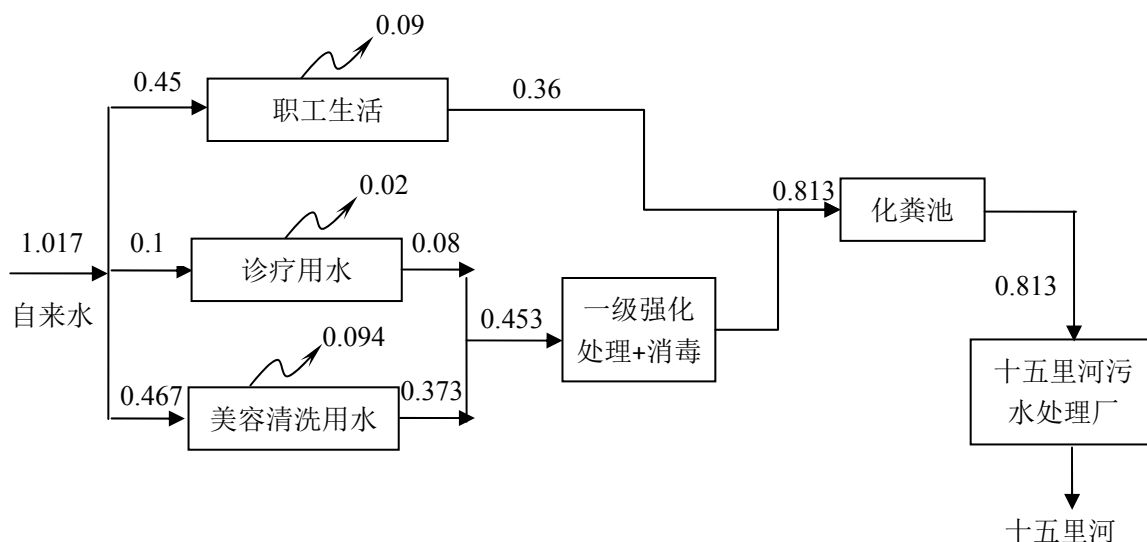 0.09
0.45
职工生活
0.36
0.02
0.813
化粪池
1.017
0.1
诊疗用水
0.08
自来水
0.453
一级强化
处理+消毒
0.813
0.094
0.467
美容清洗用水
0.373
十五里河污
水处理厂
十五里河